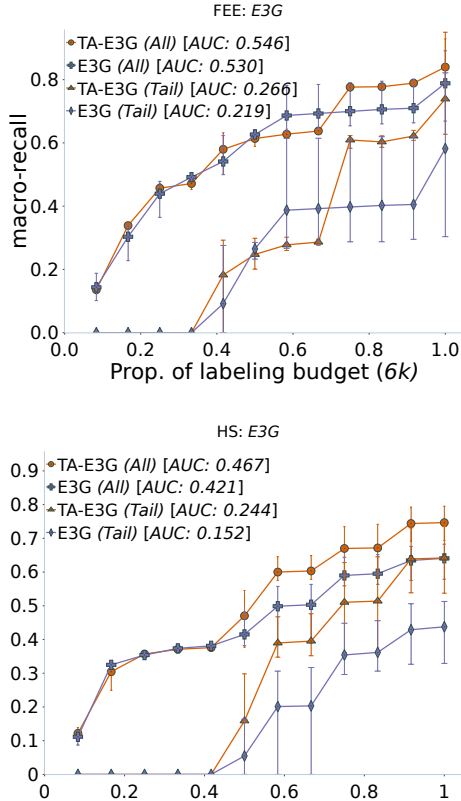 FEE: E3G
TA-E3G (All) [AUC: 0.546]
E3G (All) [AUC: 0.530]
TA-E3G (Tail) [AUC: 0.266]
E3G (Tail) [AUC: 0.219]
macro-recall
0.8
0.6
0.4
0.2
0.0
0.0 0.2 0.4 0.6 0.8 1.0
Prop. of labeling budget (6k)
HS: E3G
TA-E3G (All) [AUC: 0.467]
E3G (All) [AUC: 0.421]
TA-E3G (Tail) [AUC: 0.244]
E3G (Tail) [AUC: 0.152]
0.9
0.8
0.7
0.6
0.5
0.4
0.3
0.2
0.1
0
0 0.2 0.4 0.6 0.8 1